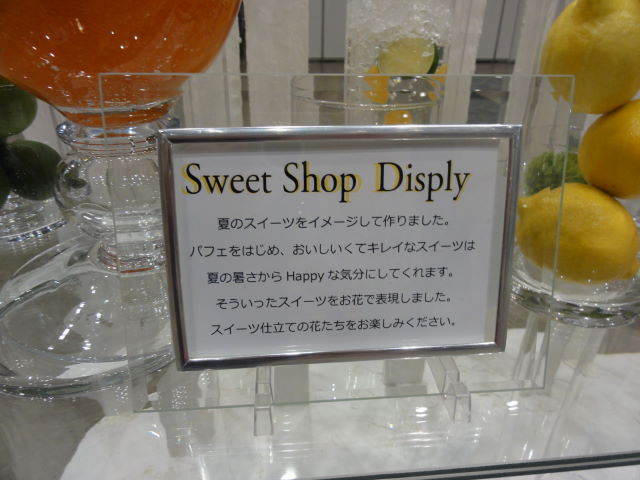 Sweet Shop Disply
夏のスイーツをイメージして作りました。
パフェをはじめ、おいしいくてキレイなスイーツは
夏の暑さから Happy な気分にしてくれます。
そういったスイーツをお花で表現しました。
スイーツ仕立ての花たちをお楽しみください。